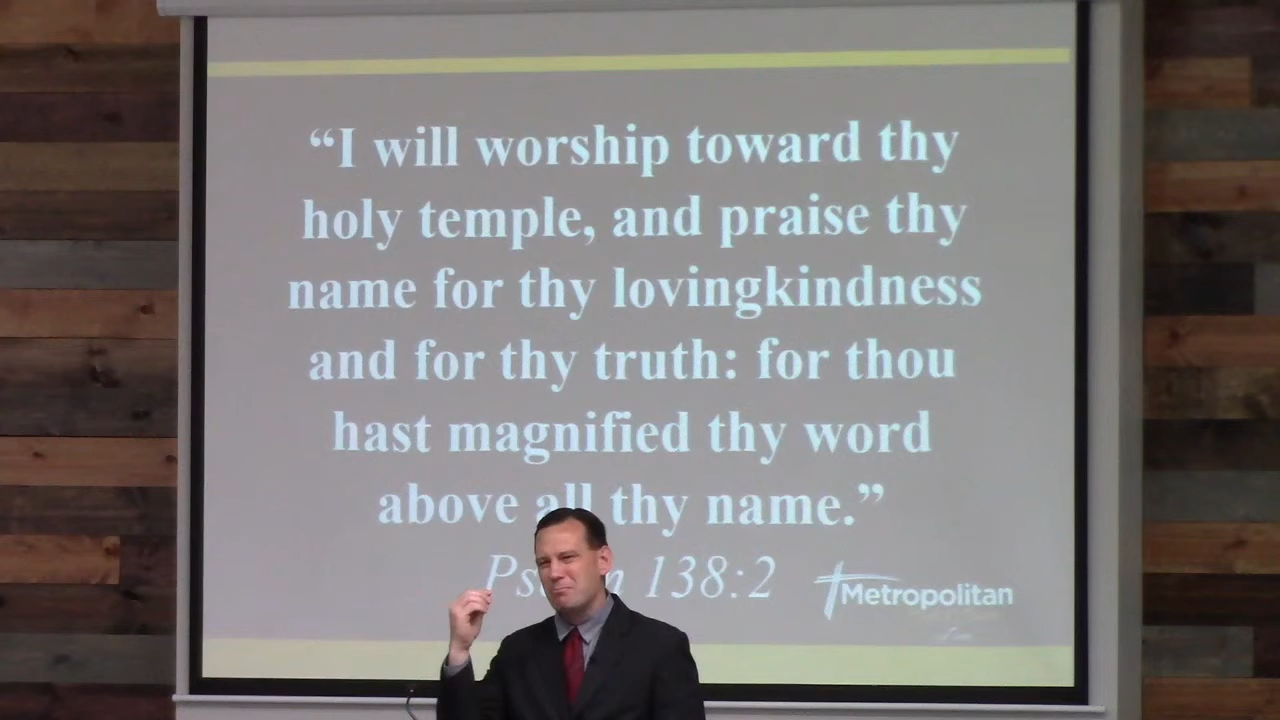 “I will worship toward thy
holy temple, and praise thy
name for thy lovingkindness
and for thy truth: for thou
hast magnified thy word
above all thy name.”
138:2
Metropolitan